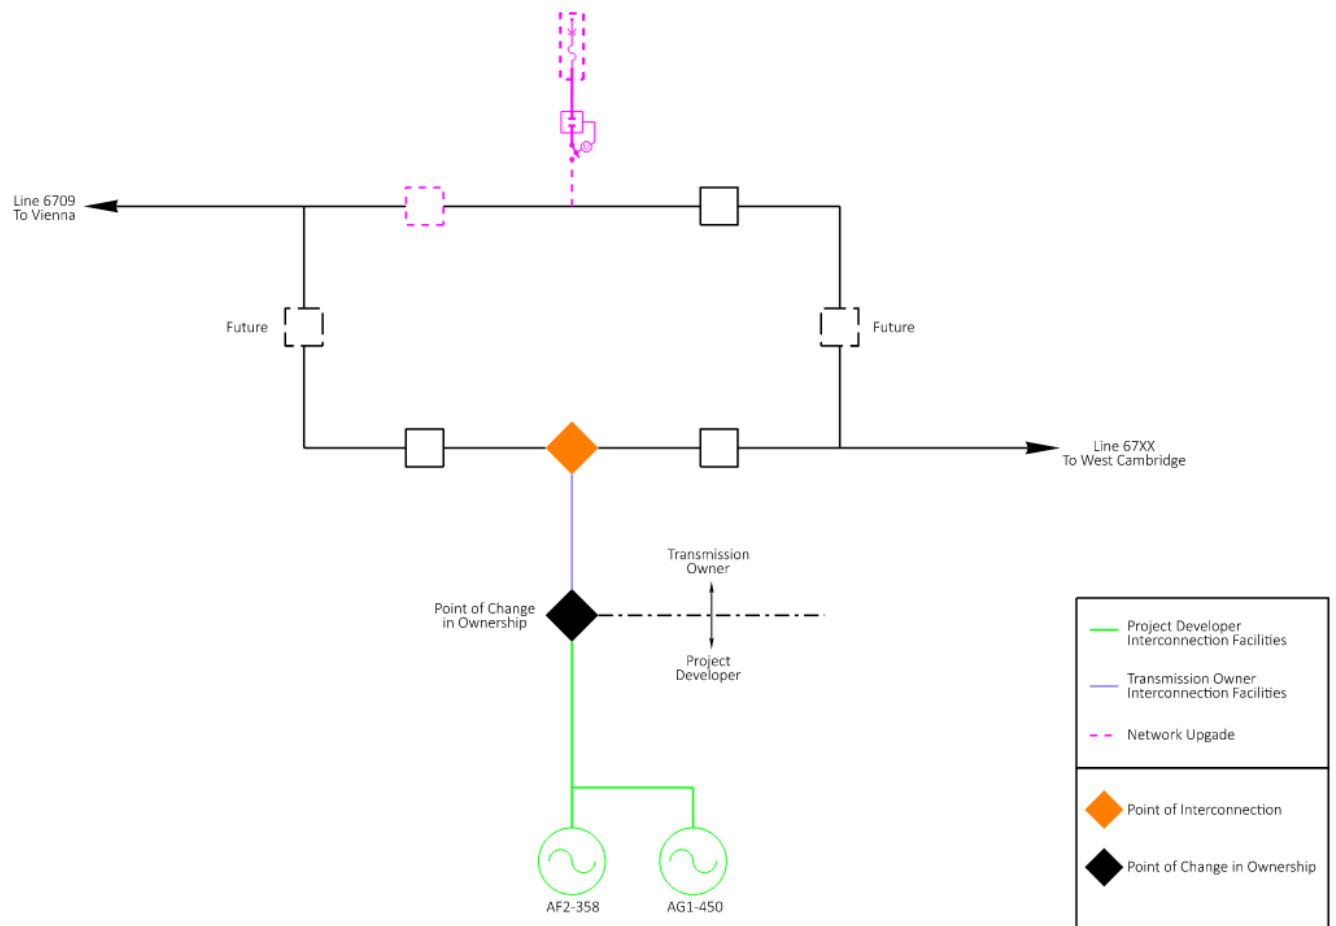 Line 6709
To Vienna
Future
Future
Line 67XX
To West Cambridge
Transmission
Owner
Point of Change
in Ownership
Project
Developer
Project Developer
Interconnection Facilities
Transmission Owner
Interconnection Facilities
Network Upgade
Point of Interconnection
Point of Change in Ownership
AF2-358
AG1-450